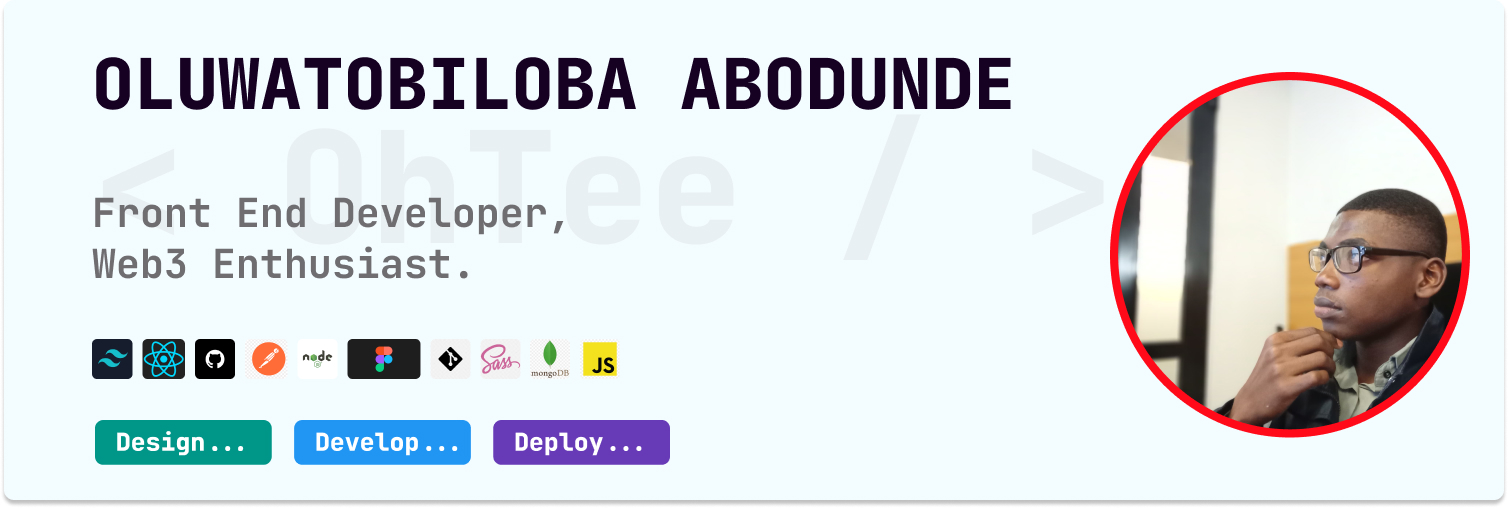 OLUWATOBILOBA ABODUNDE
< OhTee / >
Front End Developer,
Web3 Enthusiast.
node
Sass
mongoDB
JS
Design...
Develop...
Deploy...